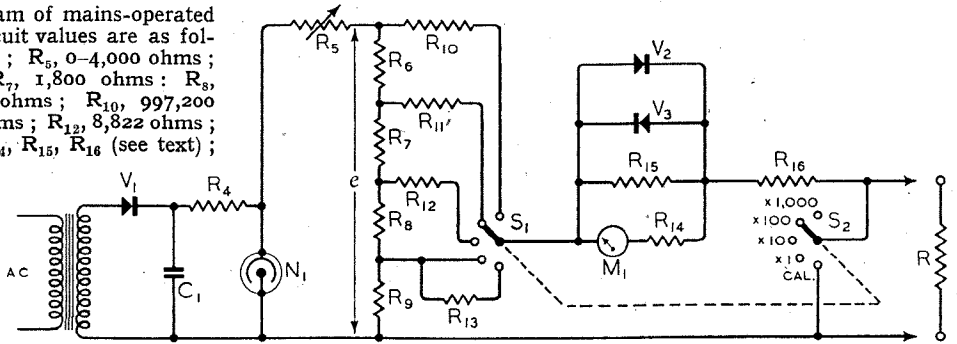 am of mains-operated
cuit values are as fol-
; R₅, 0–4,000 ohms ;
R₇, 1,800 ohms : R₈,
ohms ; R₁₀, 997,200
ms ; R₁₂, 8,822 ohms ;
₄, R₁₅, R₁₆ (see text) ;
R₅
R₁₀
R₆
R₁₁
R₇
e
R₁₂
R₈
S₁
R₉
R₁₃
V₁
R₄
AC
C₁
N₁
V₂
V₃
R₁₅
R₁₄
M₁
R₁₆
× 1,000
× 100
× 10
× 1
CAL.
S₂
R